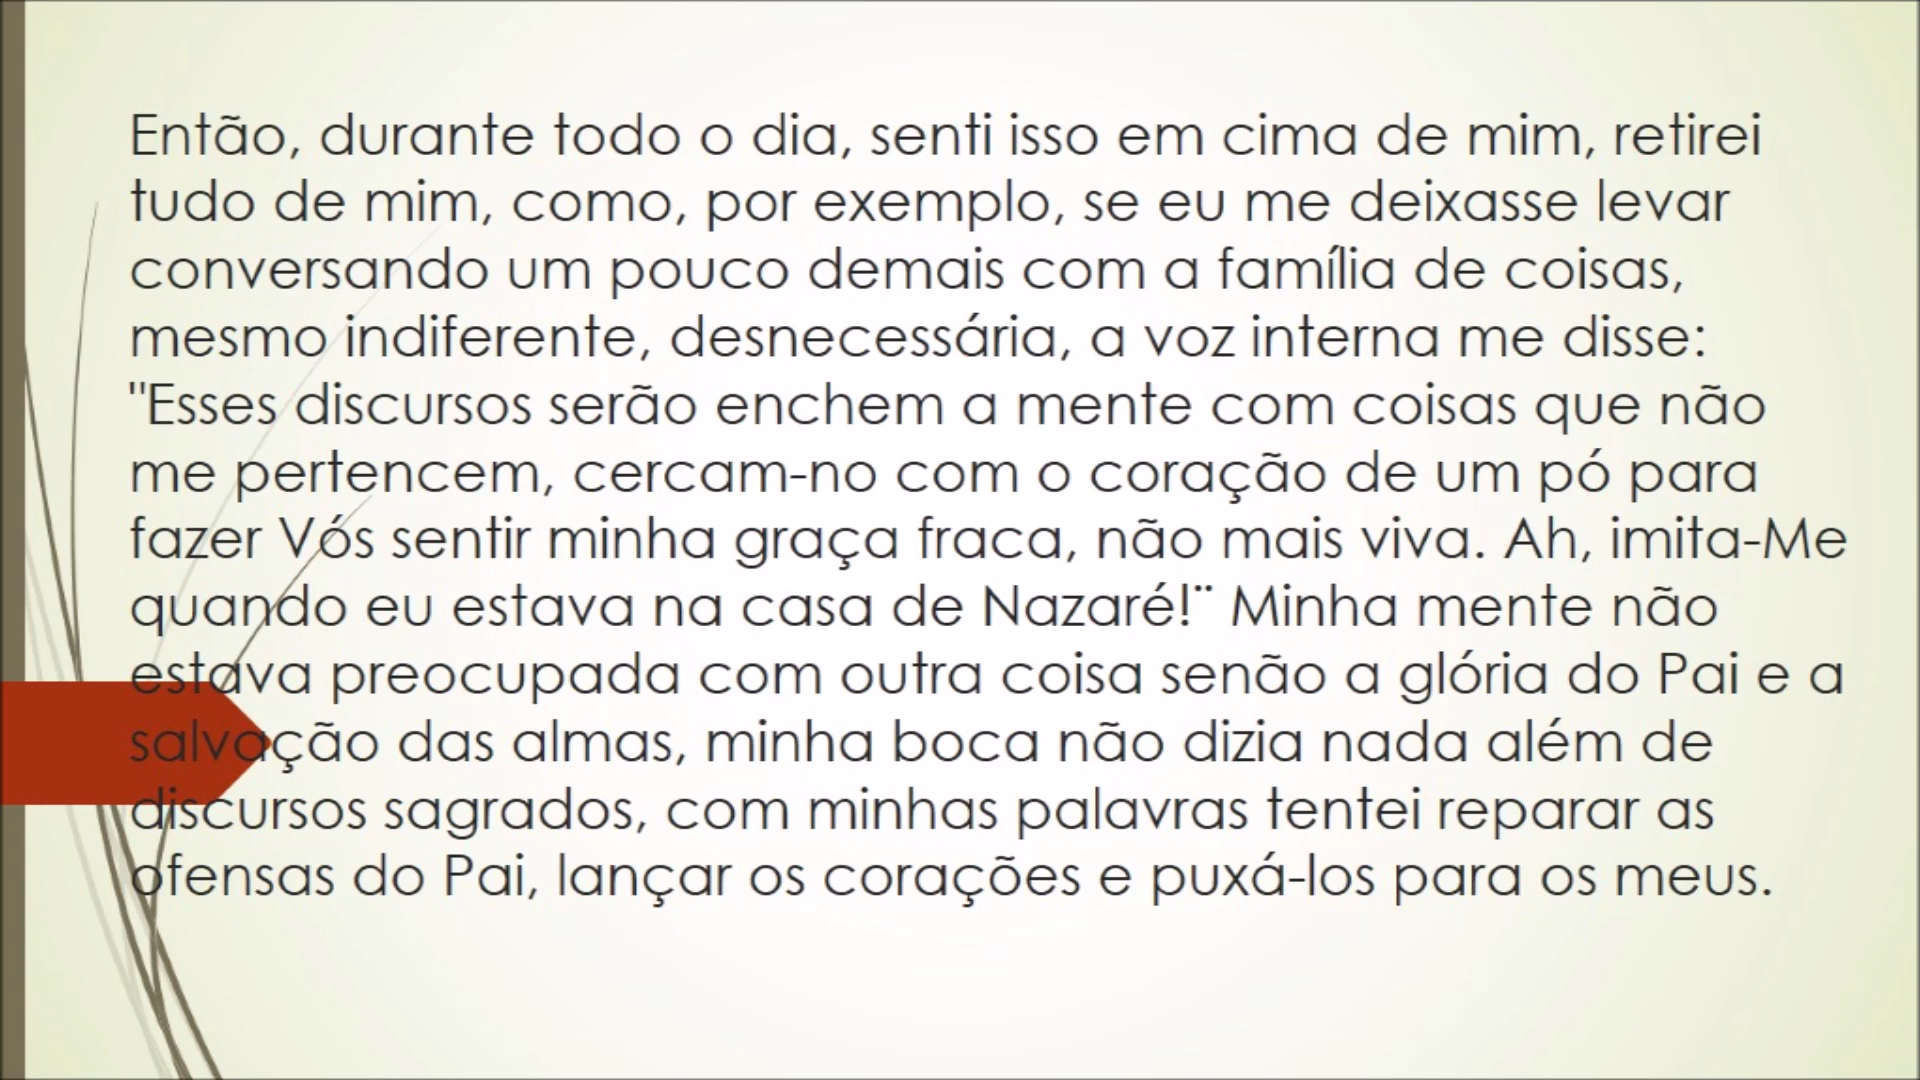 Então, durante todo o dia, senti isso em cima de mim, retirei
tudo de mim, como, por exemplo, se eu me deixasse levar
conversando um pouco demais com a família de coisas,
mesmo indiferente, desnecessária, a voz interna me disse:
"Esses discursos serão enchem a mente com coisas que não
me pertencem, cercam-no com o coração de um pó para
fazer Vós sentir minha graça fraca, não mais viva. Ah, imita-Me
quando eu estava na casa de Nazaré!¨ Minha mente não
estava preocupada com outra coisa senão a glória do Pai e a
salvação das almas, minha boca não dizia nada além de
discursos sagrados, com minhas palavras tentei reparar as
ofensas do Pai, lançar os corações e puxá-los para os meus.